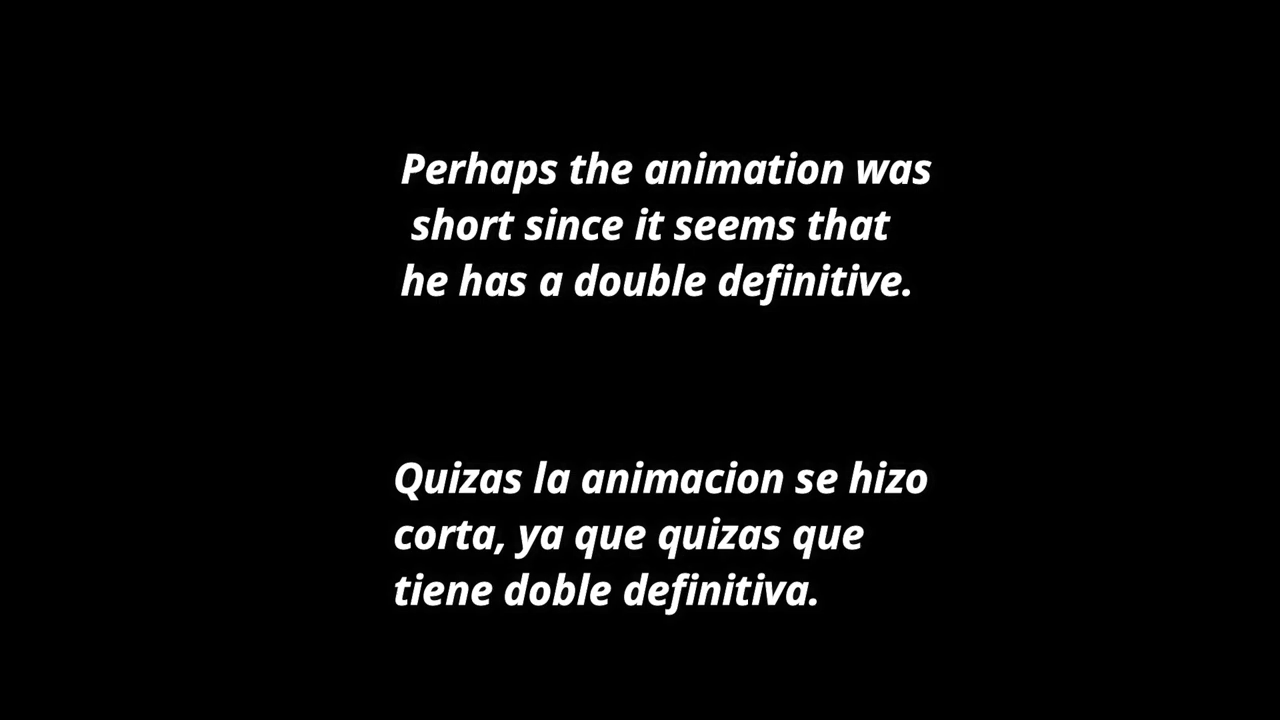 Perhaps the animation was
short since it seems that
he has a double definitive.
Quizas la animacion se hizo
corta, ya que quizas que
tiene doble definitiva.